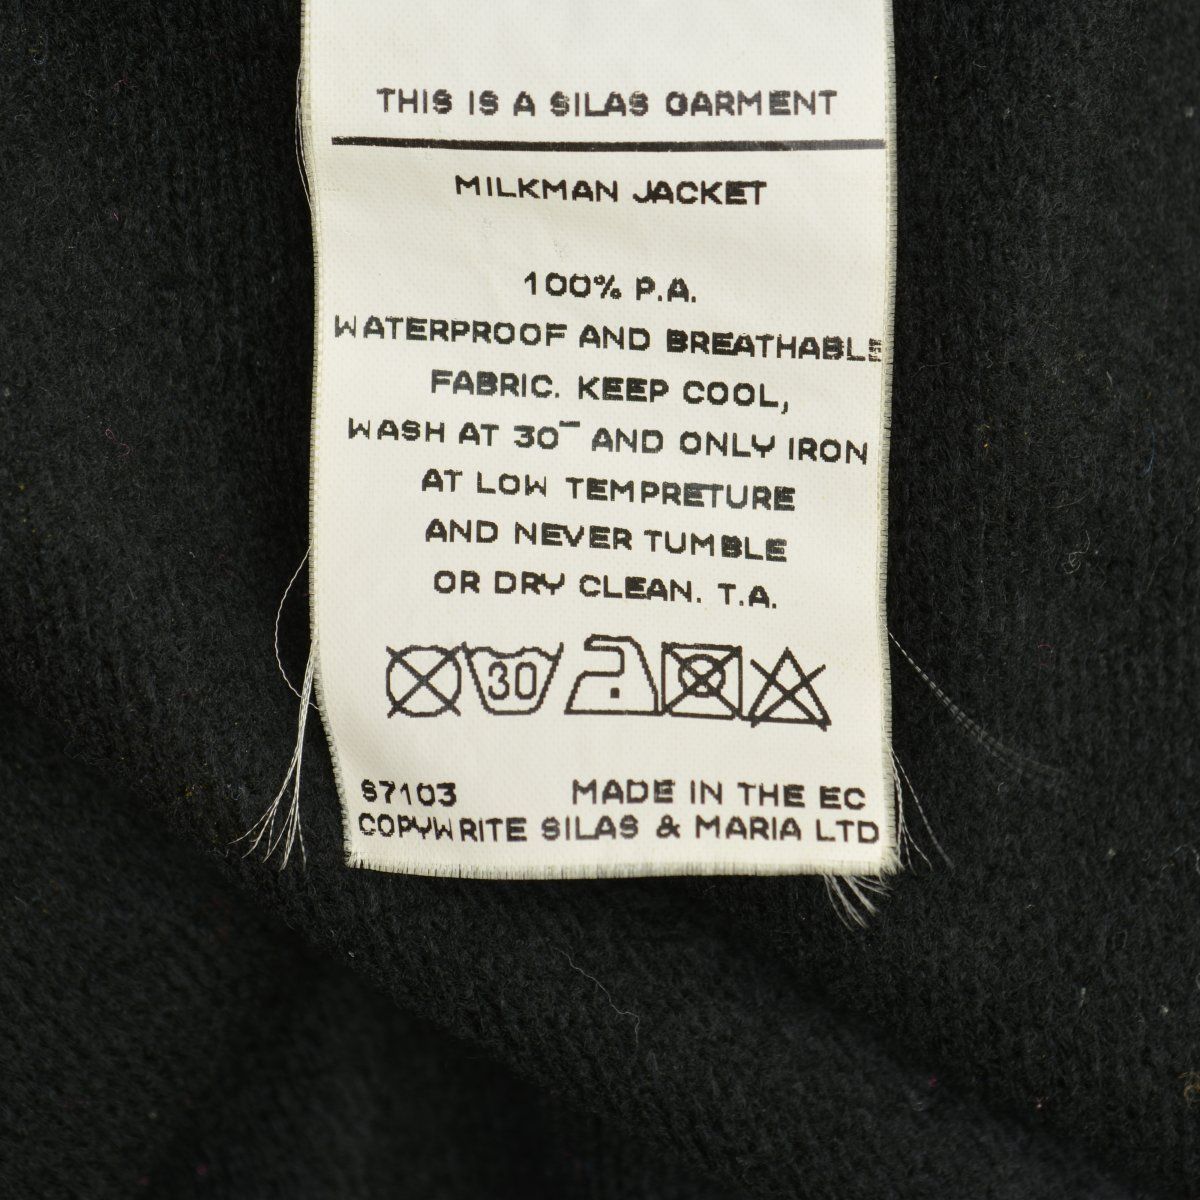 THIS IS A SILAS GARMENT
MILKMAN JACKET
100% P.A.
WATERPROOF AND BREATHABLE
FABRIC. KEEP COOL,
WASH AT 30¯ AND ONLY IRON
AT LOW TEMPRETURE
AND NEVER TUMBLE
OR DRY CLEAN. T.A.
30
S7103 MADE IN THE EC
COPYWRITE SILAS & MARIA LTD